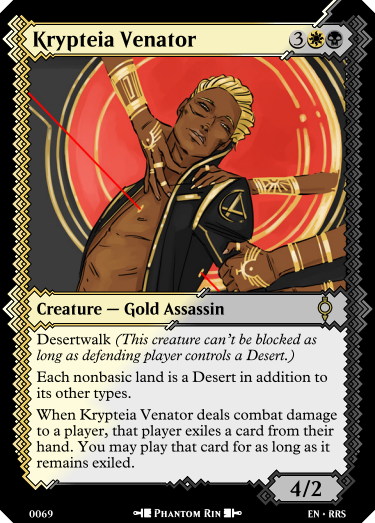 Krypteia Venator 3
Creature — Gold Assassin
Desertwalk (This creature can't be blocked as
long as defending player controls a Desert.)
Each nonbasic land is a Desert in addition to
its other types.
When Krypteia Venator deals combat damage
to a player, that player exiles a card from their
hand. You may play that card for as long as it
remains exiled.
4/2
0069 Phantom Rin EN • RRS